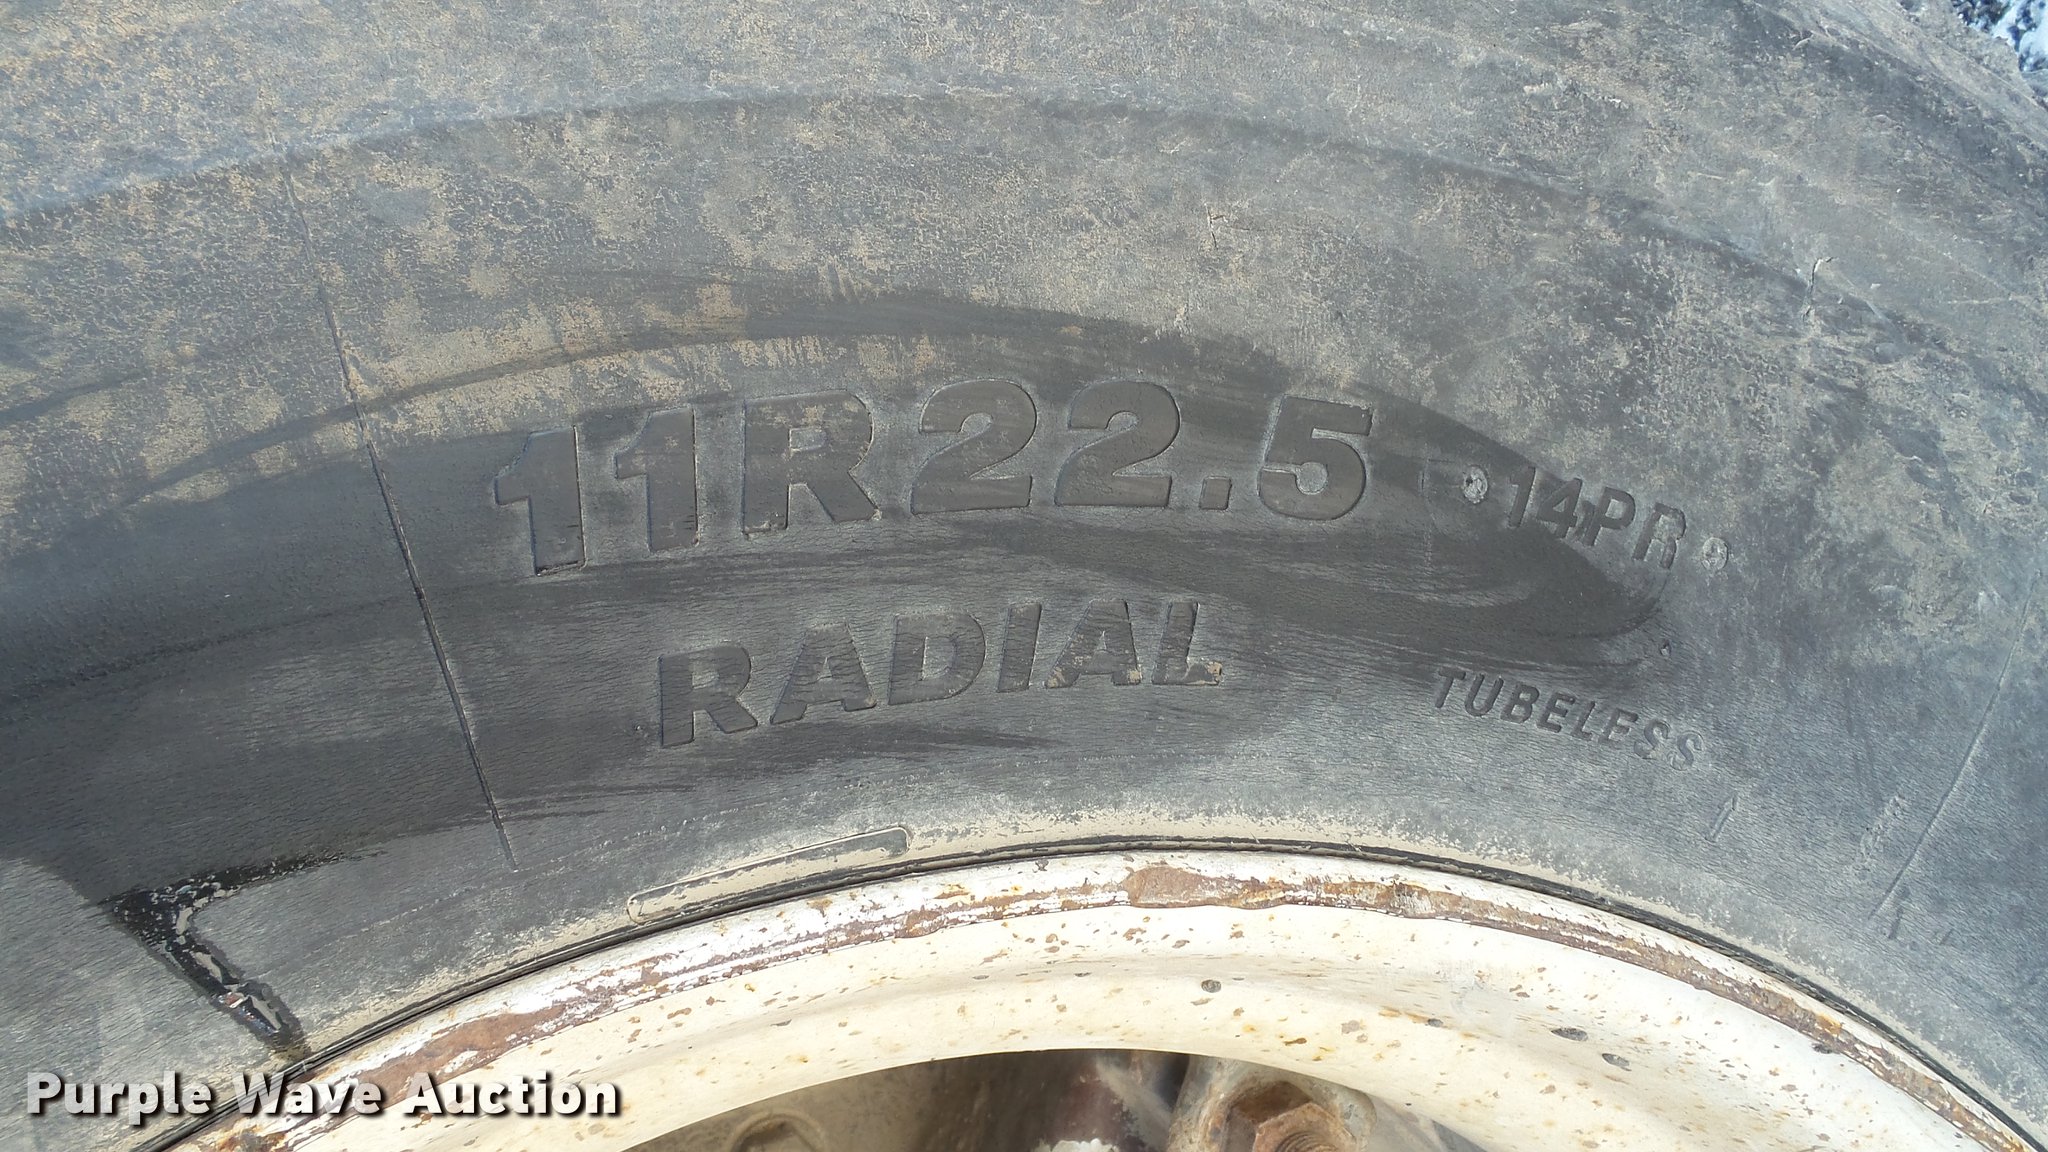 11R22.5 14PR
RADIAL
TUBELESS
Purple Wave Auction